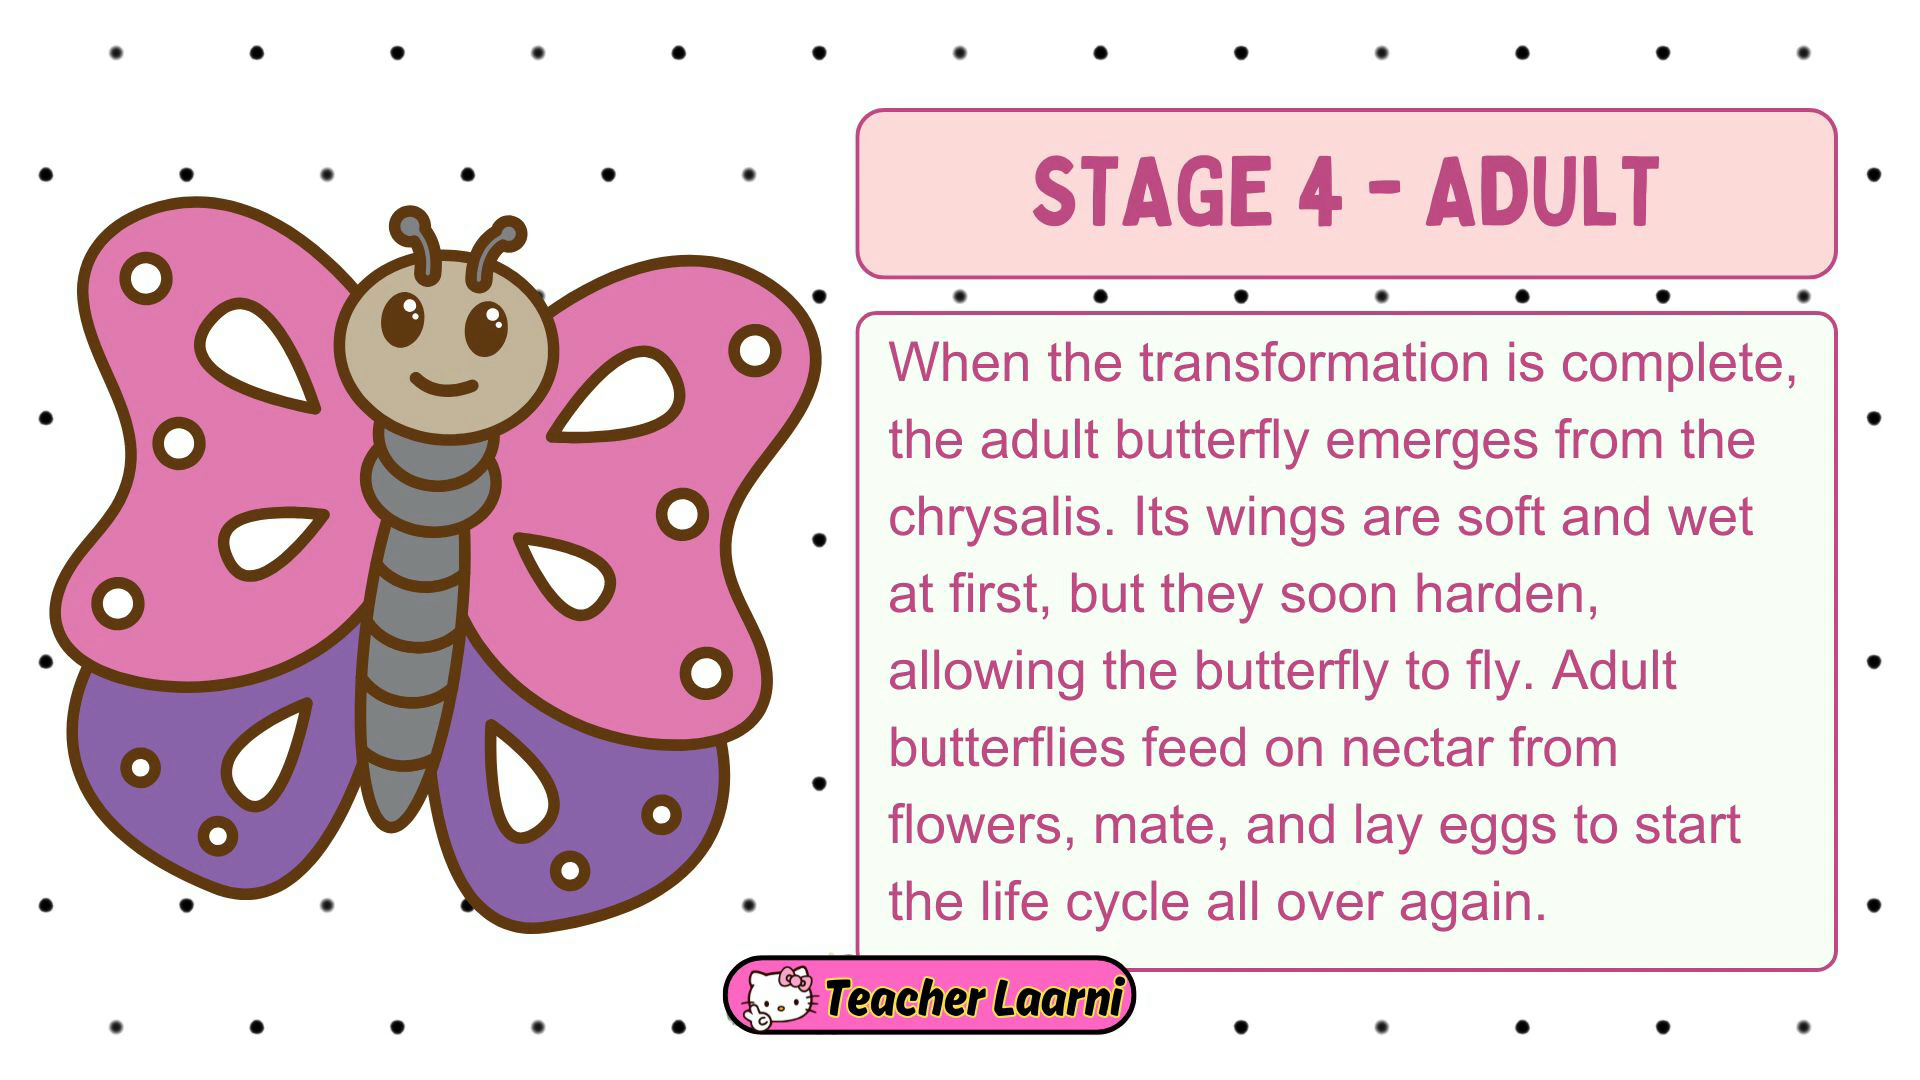 STAGE 4 - ADULT
When the transformation is complete,
the adult butterfly emerges from the
chrysalis. Its wings are soft and wet
at first, but they soon harden,
allowing the butterfly to fly. Adult
butterflies feed on nectar from
flowers, mate, and lay eggs to start
the life cycle all over again.
Teacher Laarni